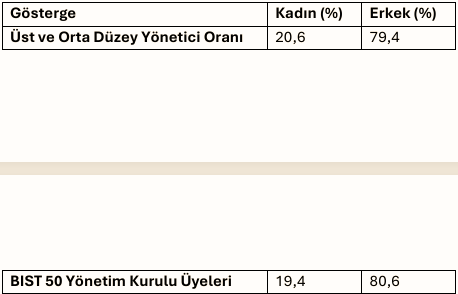 Gösterge Kadın (%) Erkek (%)
Üst ve Orta Düzey Yönetici Oranı 20,6 79,4
BIST 50 Yönetim Kurulu Üyeleri 19,4 80,6